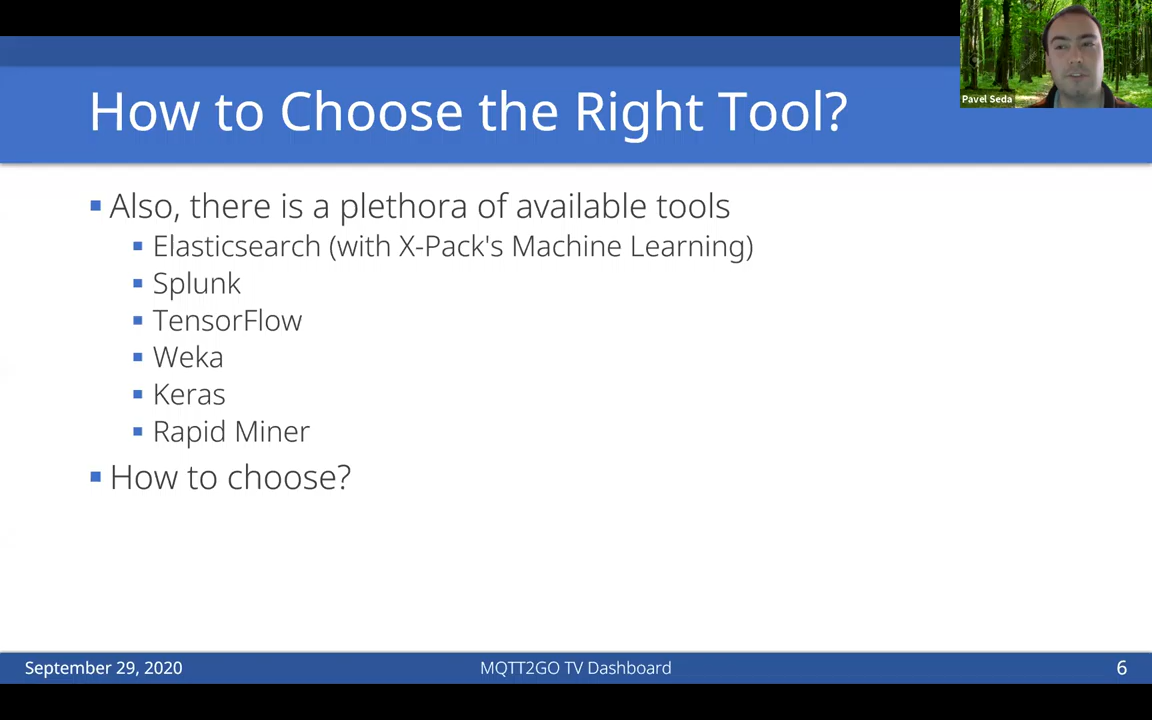 How to Choose the Right Tool?
Pavel Seda
Also, there is a plethora of available tools
Elasticsearch (with X-Pack's Machine Learning)
Splunk
TensorFlow
Weka
Keras
Rapid Miner
How to choose?
September 29, 2020
MQTT2GO TV Dashboard
6